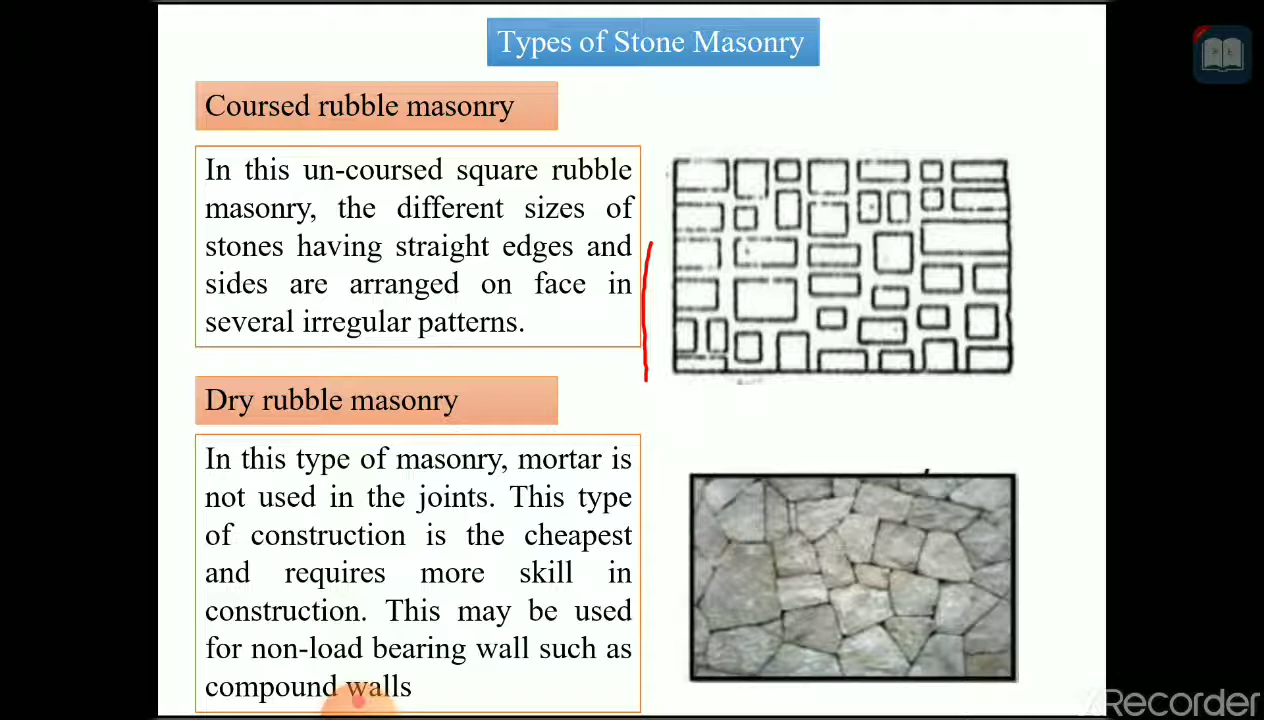 Types of Stone Masonry
Coursed rubble masonry
In this un-coursed square rubble
masonry, the different sizes of
stones having straight edges and
sides are arranged on face in
several irregular patterns.
Dry rubble masonry
In this type of masonry, mortar is
not used in the joints. This type
of construction is the cheapest
and requires more skill in
construction. This may be used
for non-load bearing wall such as
compound walls
XRecorder